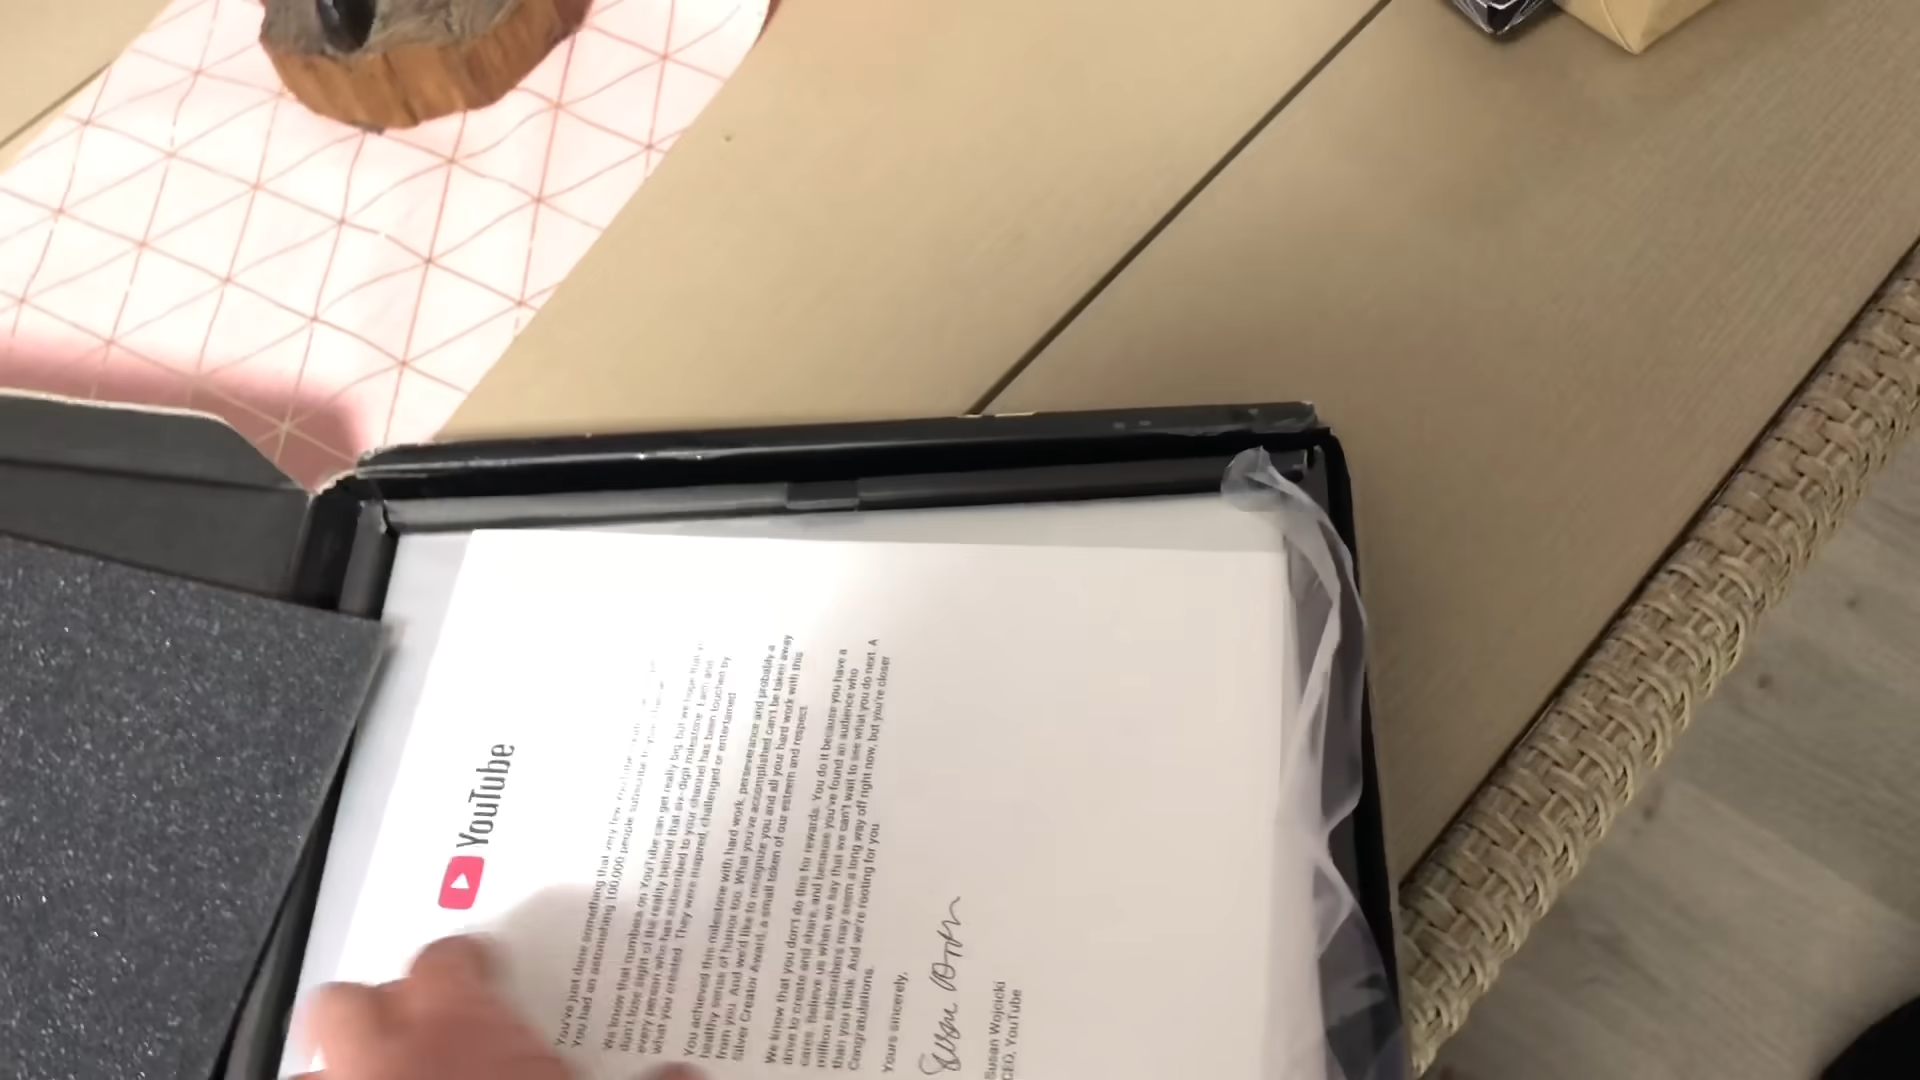 YouTube
You've just done something that very few YouTube
You had an astonishing 100,000 people subscribe
We know that numbers on YouTube can get really big, but we hope that
don't lose sight of the reality behind that six-digit milestone. Each and
every person who has subscribed to your channel has been touched by
what you created. They were inspired, challenged or entertained
You achieved this milestone with hard work, perseverance and probably a
healthy sense of humor too. What you've accomplished can't be taken away
from you. And we'd like to recognize you and all your hard work with this
Silver Creator Award, a small token of our esteem and respect.
We know that you don't do this for rewards. You do it because you have a
drive to create and share, and because you've found an audience who
cares. Believe us when we say that we can't wait to see what you do next. A
million subscribers may seem a long way off right now, but you're closer
than you think. And we're rooting for you.
Congratulations.
Yours sincerely,
Susan Wojcicki
CEO, YouTube